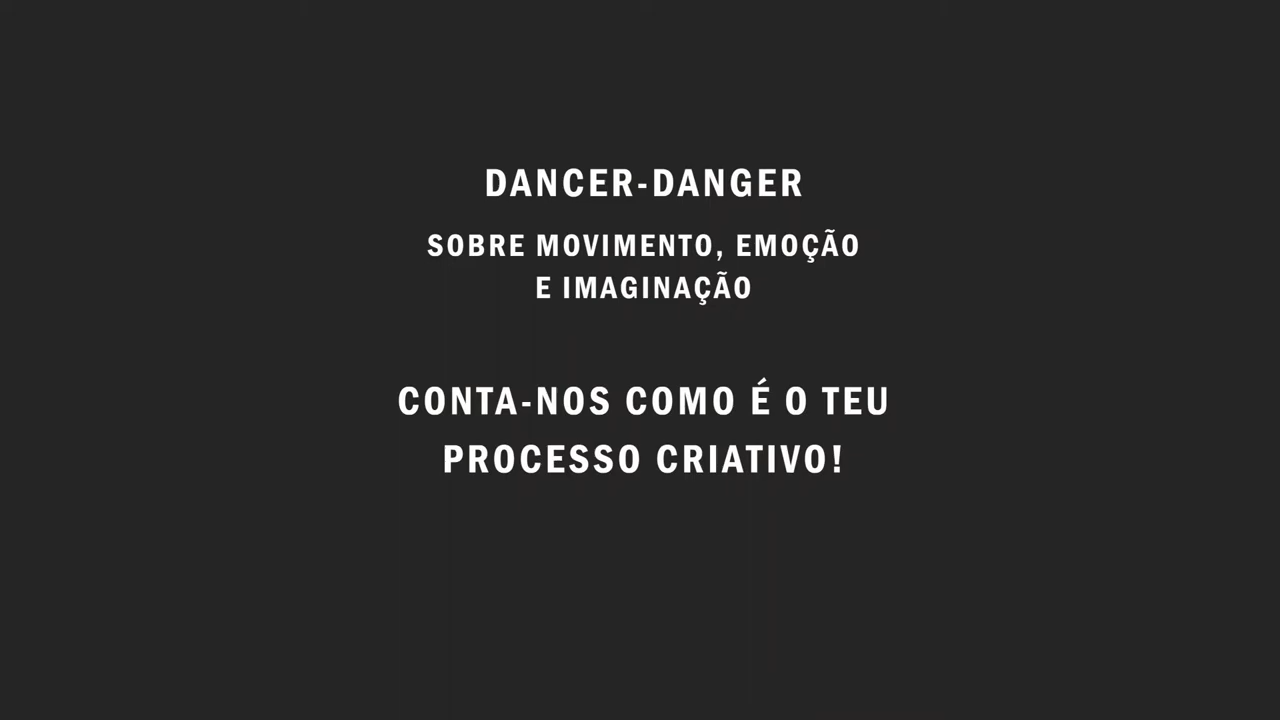 DANCER-DANGER
SOBRE MOVIMENTO, EMOÇÃO
E IMAGINAÇÃO
CONTA-NOS COMO É O TEU
PROCESSO CRIATIVO!